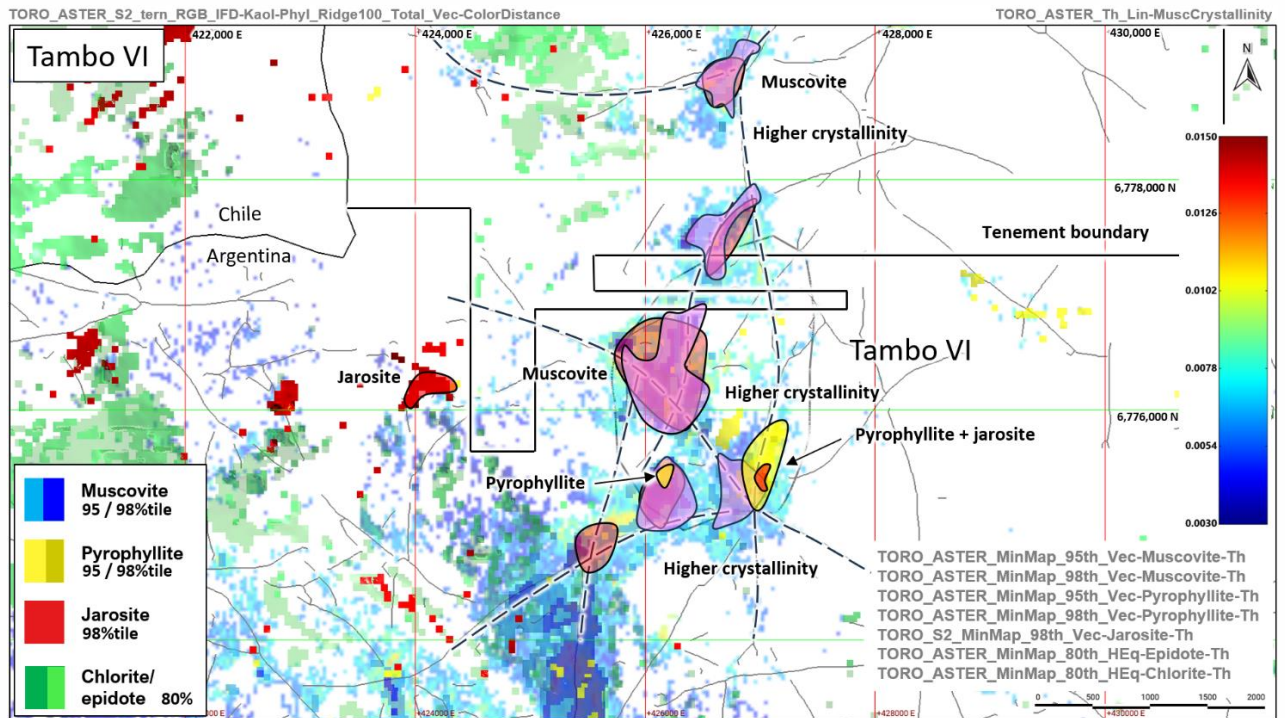 TORO_ASTER_S2_tern_RGB_IFD-Kaol-Phyl_Ridge100_Total_Vec-ColorDistance
TORO_ASTER_Th_Lin-MuscCrystallinity
Tambo VI
422,000 E
424,000 E
426,000 E
428,000 E
430,000 E
N
Muscovite
Higher crystallinity
0.0150
0.0126
0.0102
0.0078
0.0054
0.0030
6,778,000 N
Chile
Argentina
Tenement boundary
Tambo VI
Jarosite
Muscovite
Higher crystallinity
6,776,000 N
Pyrophyllite + jarosite
Pyrophyllite
Higher crystallinity
Muscovite
95 / 98%tile
Pyrophyllite
95 / 98%tile
Jarosite
98%tile
Chlorite/
epidote 80%
TORO_ASTER_MinMap_95th_Vec-Muscovite-Th
TORO_ASTER_MinMap_98th_Vec-Muscovite-Th
TORO_ASTER_MinMap_95th_Vec-Pyrophyllite-Th
TORO_ASTER_MinMap_98th_Vec-Pyrophyllite-Th
TORO_S2_MinMap_98th_Vec-Jarosite-Th
TORO_ASTER_MinMap_80th_HEq-Epidote-Th
TORO_ASTER_MinMap_80th_HEq-Chlorite-Th
0 500 1000 1500 2000
+424000 E
+426000 E
+428000 E
+430000 E